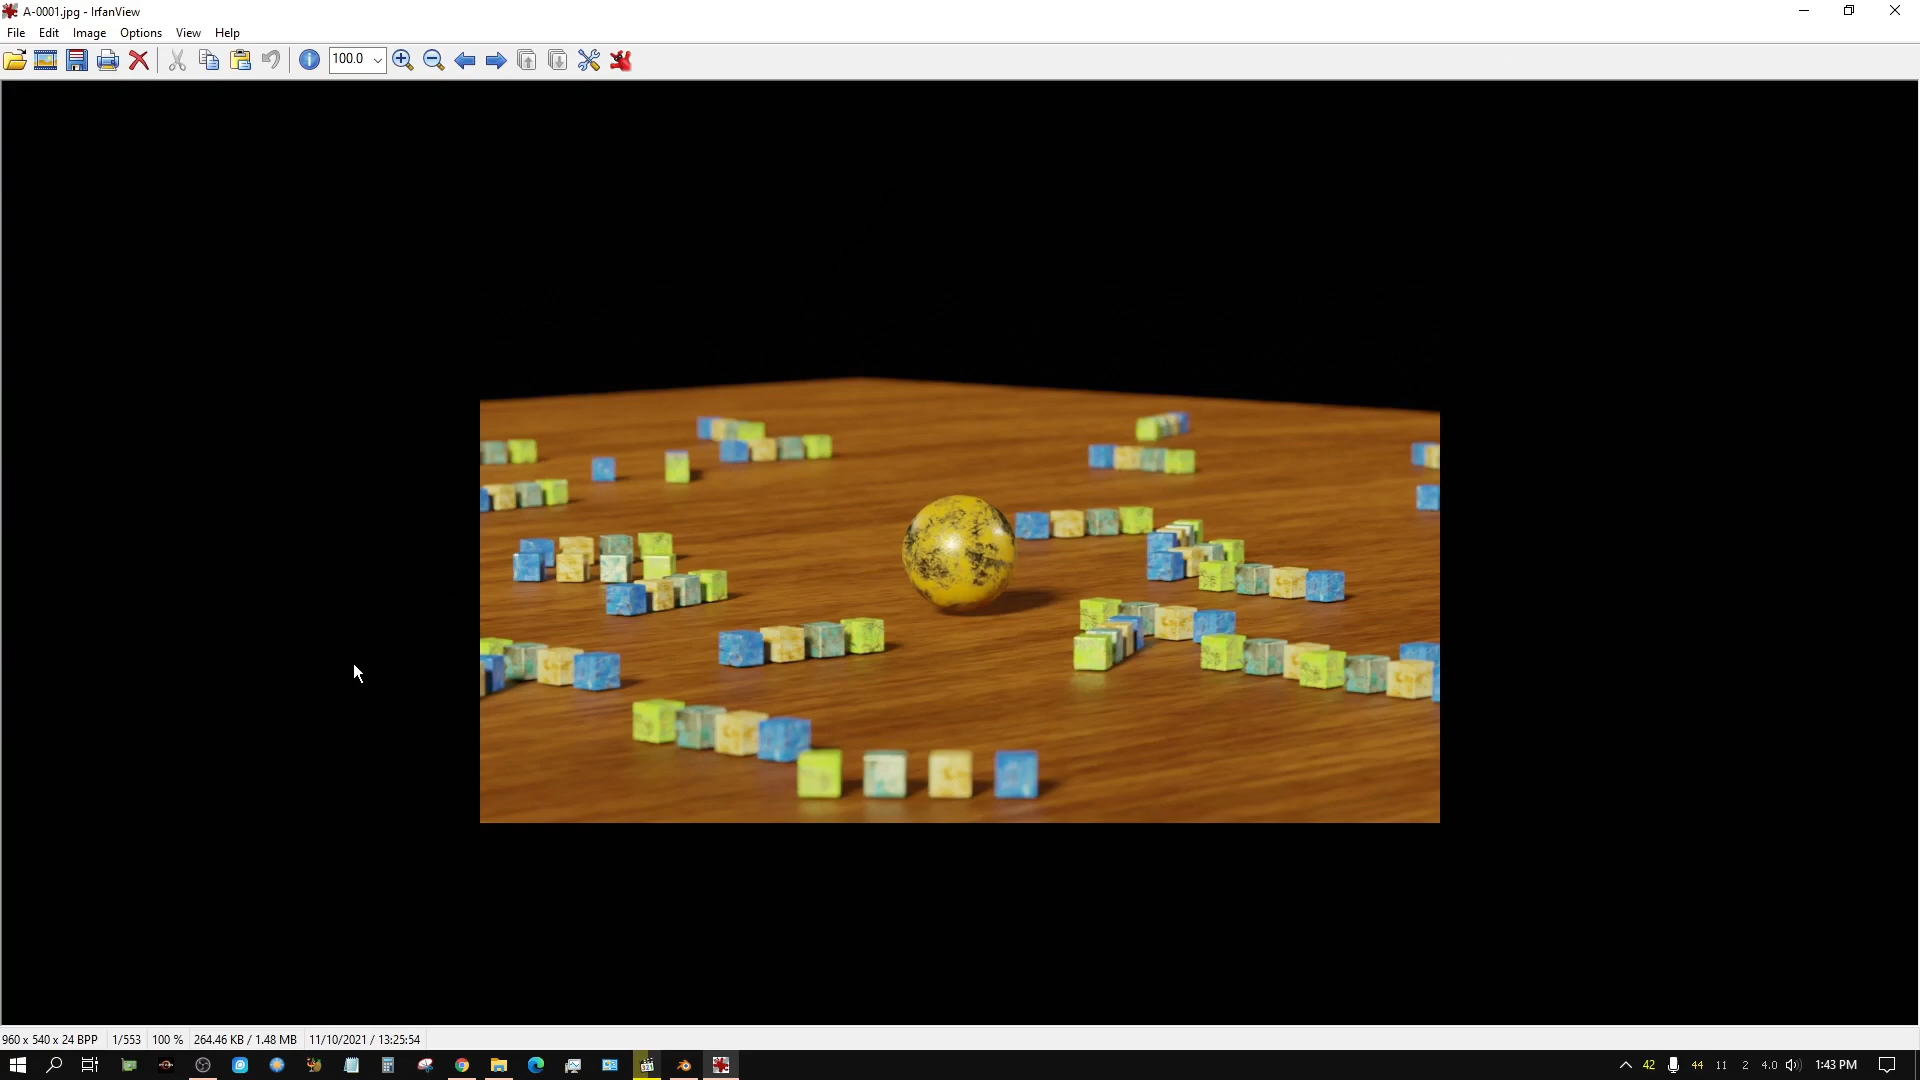 A-0001.jpg - IrfanView
File Edit Image Options View Help
100.0
960 x 540 x 24 BPP 1/553 100 % 264.46 KB / 1.48 MB 11/10/2021 / 13:25:54
42 44 11 2 4.0 1:43 PM